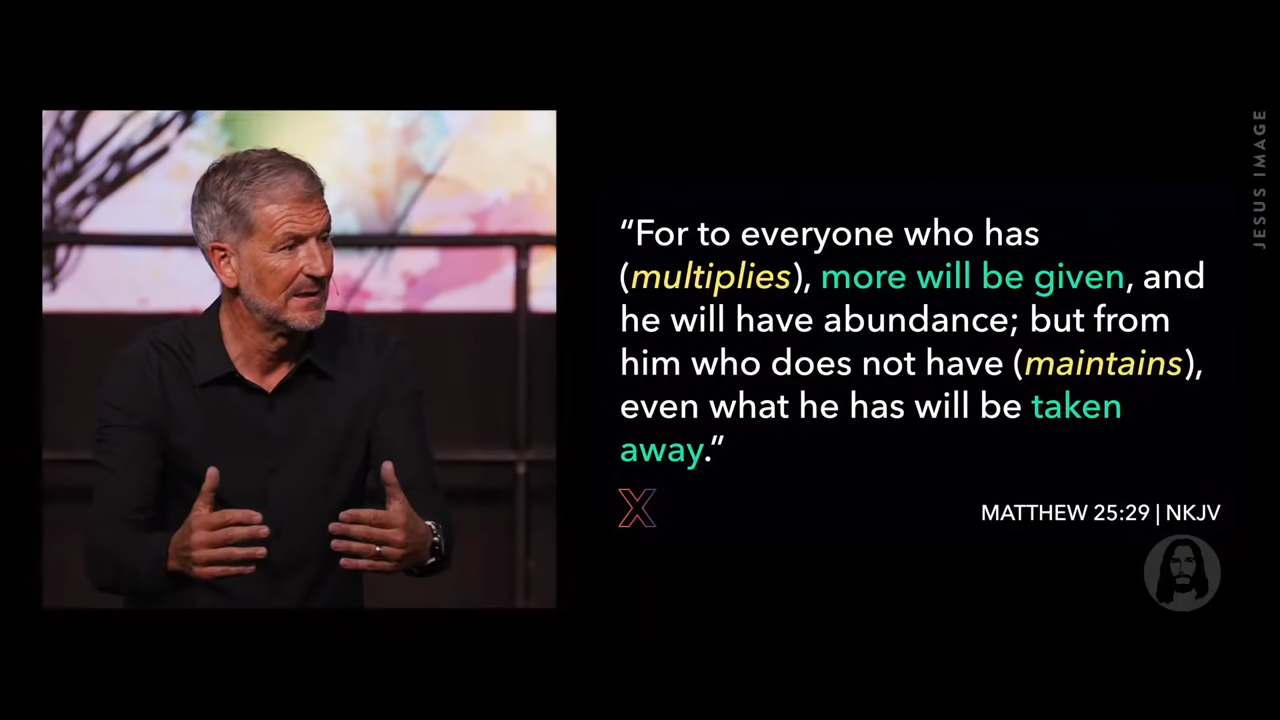 “For to everyone who has
(multiplies), more will be given, and
he will have abundance; but from
him who does not have (maintains),
even what he has will be taken
away.”
X
MATTHEW 25:29 | NKJV
JESUS IMAGE